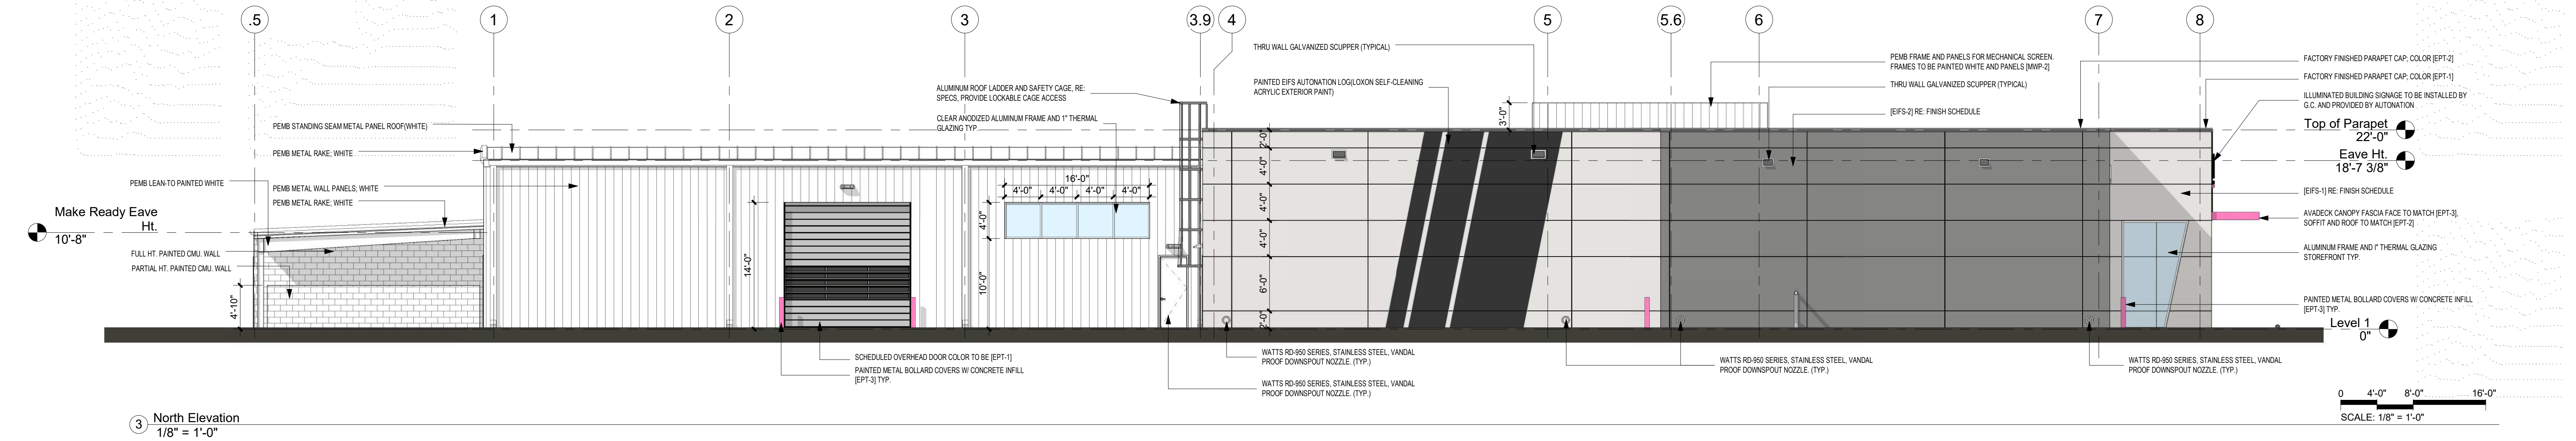 .5
1
2
3
3.9
4
5
5.6
6
7
8
THRU WALL GALVANIZED SCUPPER (TYPICAL)
PEMB FRAME AND PANELS FOR MECHANICAL SCREEN.
FRAMES TO BE PAINTED WHITE AND PANELS [MWP-2]
FACTORY FINISHED PARAPET CAP; COLOR [EPT-2]
FACTORY FINISHED PARAPET CAP; COLOR [EPT-1]
ALUMINUM ROOF LADDER AND SAFETY CAGE, RE:
SPECS, PROVIDE LOCKABLE CAGE ACCESS
PAINTED EIFS AUTONATION LOG(LOXON SELF-CLEANING
ACRYLIC EXTERIOR PAINT)
THRU WALL GALVANIZED SCUPPER (TYPICAL)
ILLUMINATED BUILDING SIGNAGE TO BE INSTALLED BY
G.C. AND PROVIDED BY AUTONATION
CLEAR ANODIZED ALUMINUM FRAME AND 1" THERMAL
GLAZING TYP.
[EIFS-2] RE: FINISH SCHEDULE
3'-0"
Top of Parapet
22'-0"
PEMB STANDING SEAM METAL PANEL ROOF(WHITE)
PEMB METAL RAKE; WHITE
Eave Ht.
18'-7 3/8"
PEMB LEAN-TO PAINTED WHITE
PEMB METAL WALL PANELS; WHITE
PEMB METAL RAKE; WHITE
16'-0"
4'-0"
4'-0"
4'-0"
4'-0"
[EIFS-1] RE: FINISH SCHEDULE
Make Ready Eave
Ht.
10'-8"
AVADECK CANOPY FASCIA FACE TO MATCH [EPT-3],
SOFFIT AND ROOF TO MATCH [EPT-2]
FULL HT. PAINTED CMU. WALL
PARTIAL HT. PAINTED CMU. WALL
ALUMINUM FRAME AND I" THERMAL GLAZING
STOREFRONT TYP.
4'-10"
14'-0"
4'-0"
10'-0"
2'-0"
4'-0"
4'-0"
4'-0"
6'-0"
2'-0"
PAINTED METAL BOLLARD COVERS W/ CONCRETE INFILL
[EPT-3] TYP.
Level 1
0"
SCHEDULED OVERHEAD DOOR COLOR TO BE [EPT-1]
PAINTED METAL BOLLARD COVERS W/ CONCRETE INFILL
[EPT-3] TYP.
WATTS RD-950 SERIES, STAINLESS STEEL, VANDAL
PROOF DOWNSPOUT NOZZLE. (TYP.)
WATTS RD-950 SERIES, STAINLESS STEEL, VANDAL
PROOF DOWNSPOUT NOZZLE. (TYP.)
WATTS RD-950 SERIES, STAINLESS STEEL, VANDAL
PROOF DOWNSPOUT NOZZLE. (TYP.)
WATTS RD-950 SERIES, STAINLESS STEEL, VANDAL
PROOF DOWNSPOUT NOZZLE. (TYP.)
3
North Elevation
1/8" = 1'-0"
0 4'-0" 8'-0" 16'-0"
SCALE: 1/8" = 1'-0"